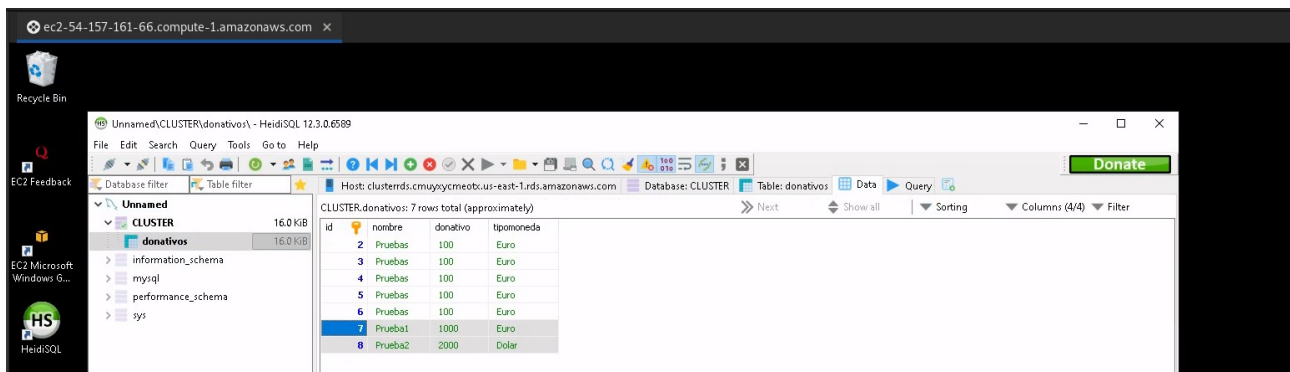 ec2-54-157-161-66.compute-1.amazonaws.com
Recycle Bin
EC2 Feedback
EC2 Microsoft
Windows G...
HS
HeidiSQL
HS Unnamed\CLUSTER\donativos\ - HeidiSQL 12.3.0.6589
File Edit Search Query Tools Go to Help
Donate
Database filter Table filter
Host: clusterrds.cmuyxycmeotx.us-east-1.rds.amazonaws.com Database: CLUSTER Table: donativos Data Query
Unnamed
CLUSTER 16.0 KiB
donativos 16.0 KiB
information_schema
mysql
performance_schema
sys
CLUSTER.donativos: 7 rows total (approximately) Next Show all Sorting Columns (4/4) Filter
id nombre donativo tipomoneda
2 Pruebas 100 Euro
3 Pruebas 100 Euro
4 Pruebas 100 Euro
5 Pruebas 100 Euro
6 Pruebas 100 Euro
7 Prueba1 1000 Euro
8 Prueba2 2000 Dolar